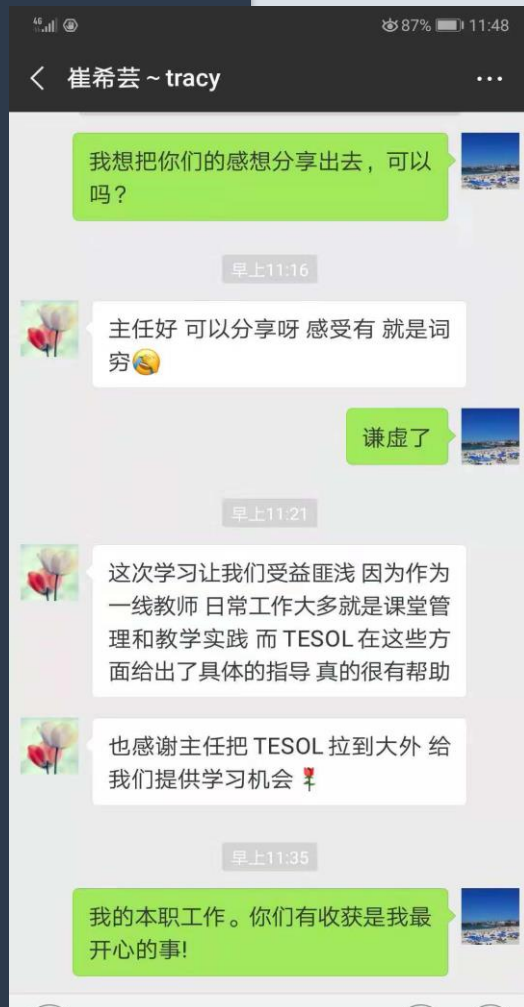 46
87%
11:48
崔希芸~tracy
我想把你们的感想分享出去，可以
吗?
早上11:16
主任好 可以分享呀 感受有 就是词
穷
谦虚了
早上11:21
这次学习让我们受益匪浅 因为作为
一线教师 日常工作大多就是课堂管
理和教学实践 而 TESOL 在这些方
面给出了具体的指导 真的很有帮助
也感谢主任把 TESOL 拉到大外 给
我们提供学习机会
早上11:35
我的本职工作。你们有收获是我最
开心的事!